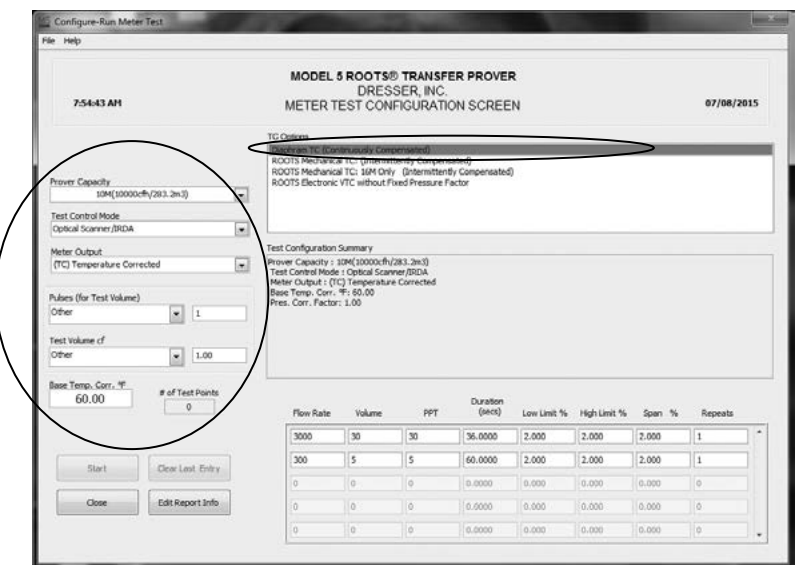 Configure-Run Meter Test
File Help
7:54:43 AM
MODEL 5 ROOTS® TRANSFER PROVER
DRESSER, INC.
METER TEST CONFIGURATION SCREEN
07/08/2015
Prover Capacity
10M(10000cfh/283.2m3)
Test Control Mode
Optical Scanner/IRDA
Meter Output
(TC) Temperature Corrected
Pulses (for Test Volume)
Other 1
Test Volume cf
Other 1.00
Base Temp. Corr. °F
60.00
# of Test Points
0
Start Clear Last Entry
Close Edit Report Info
TC Options
Diaphram TC (Continuously Compensated)
ROOTS Mechanical TC: (Intermittently Compensated)
ROOTS Mechanical TC: 16M Only (Intermittently Compensated)
ROOTS Electronic VTC without Fixed Pressure Factor
Test Configuration Summary
Prover Capacity : 10M(10000cfh/283.2m3)
Test Control Mode : Optical Scanner/IRDA
Meter Output : (TC) Temperature Corrected
Base Temp. Corr. °F: 60.00
Pres. Corr. Factor: 1.00
Flow Rate Volume PPT Duration (secs) Low Limit % High Limit % Span % Repeats
3000 30 30 36.0000 2.000 2.000 2.000 1
300 5 5 60.0000 2.000 2.000 2.000 1
0 0 0 0.0000 0.000 0.000 0.000 0
0 0 0 0.0000 0.000 0.000 0.000 0
0 0 0 0.0000 0.000 0.000 0.000 0